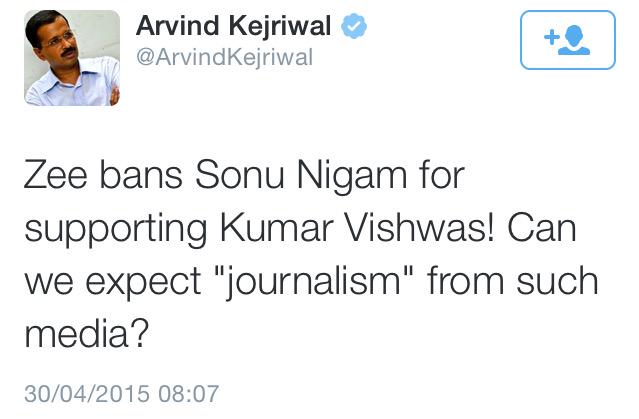 Arvind Kejriwal
@ArvindKejriwal
Zee bans Sonu Nigam for
supporting Kumar Vishwas! Can
we expect "journalism" from such
media?
30/04/2015 08:07